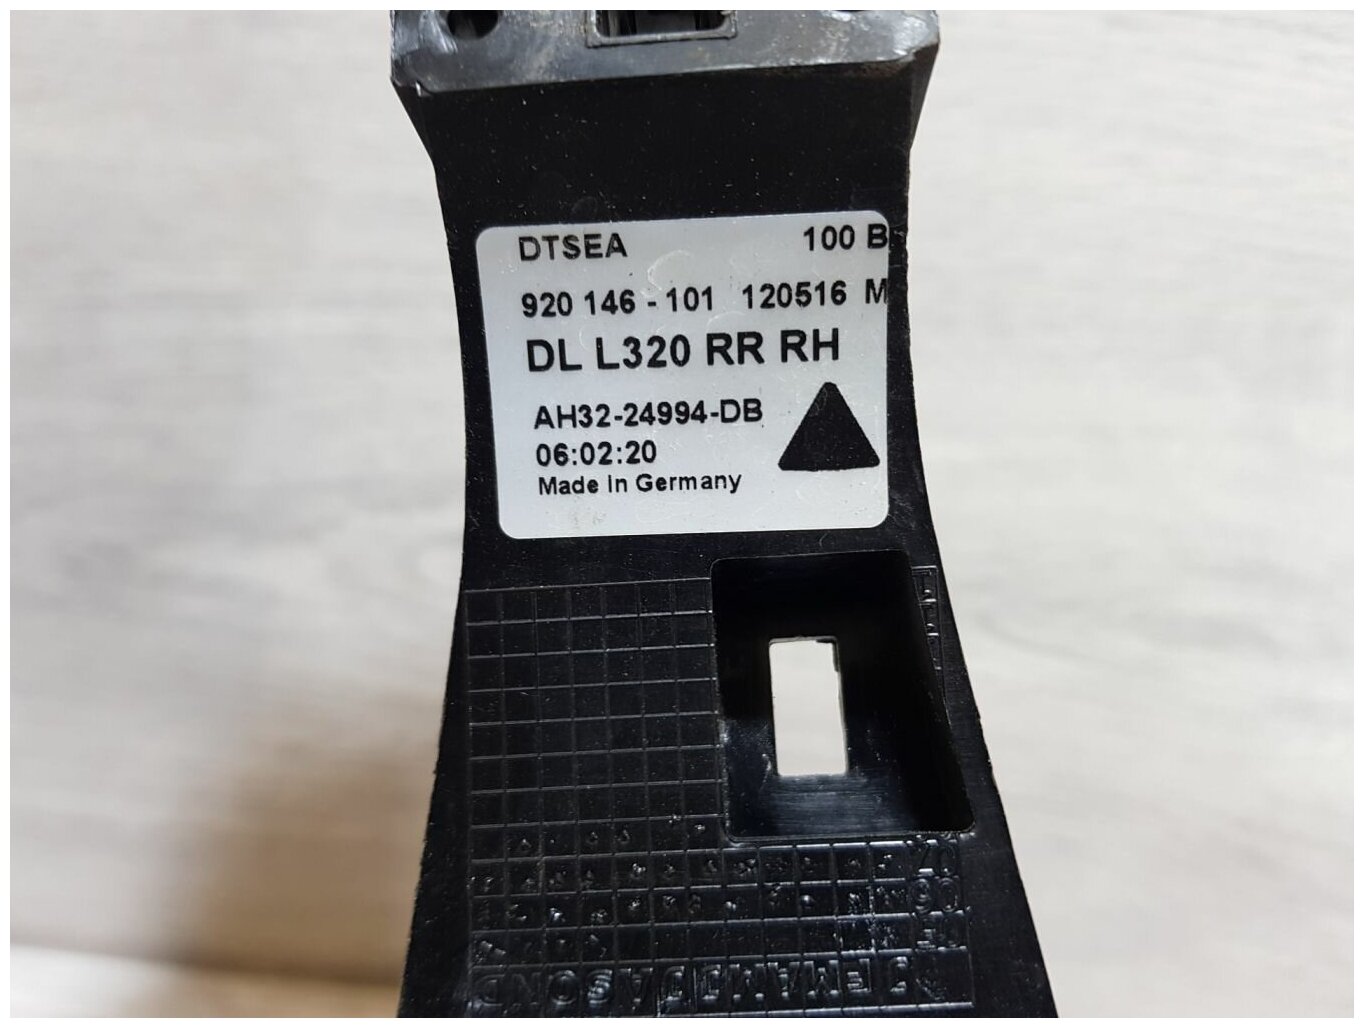 DTSEA 100 B
920 146 - 101 120516 M
DL L320 RR RH
AH32-24994-DB
06:02:20
Made in Germany
JFMAMJJASOND